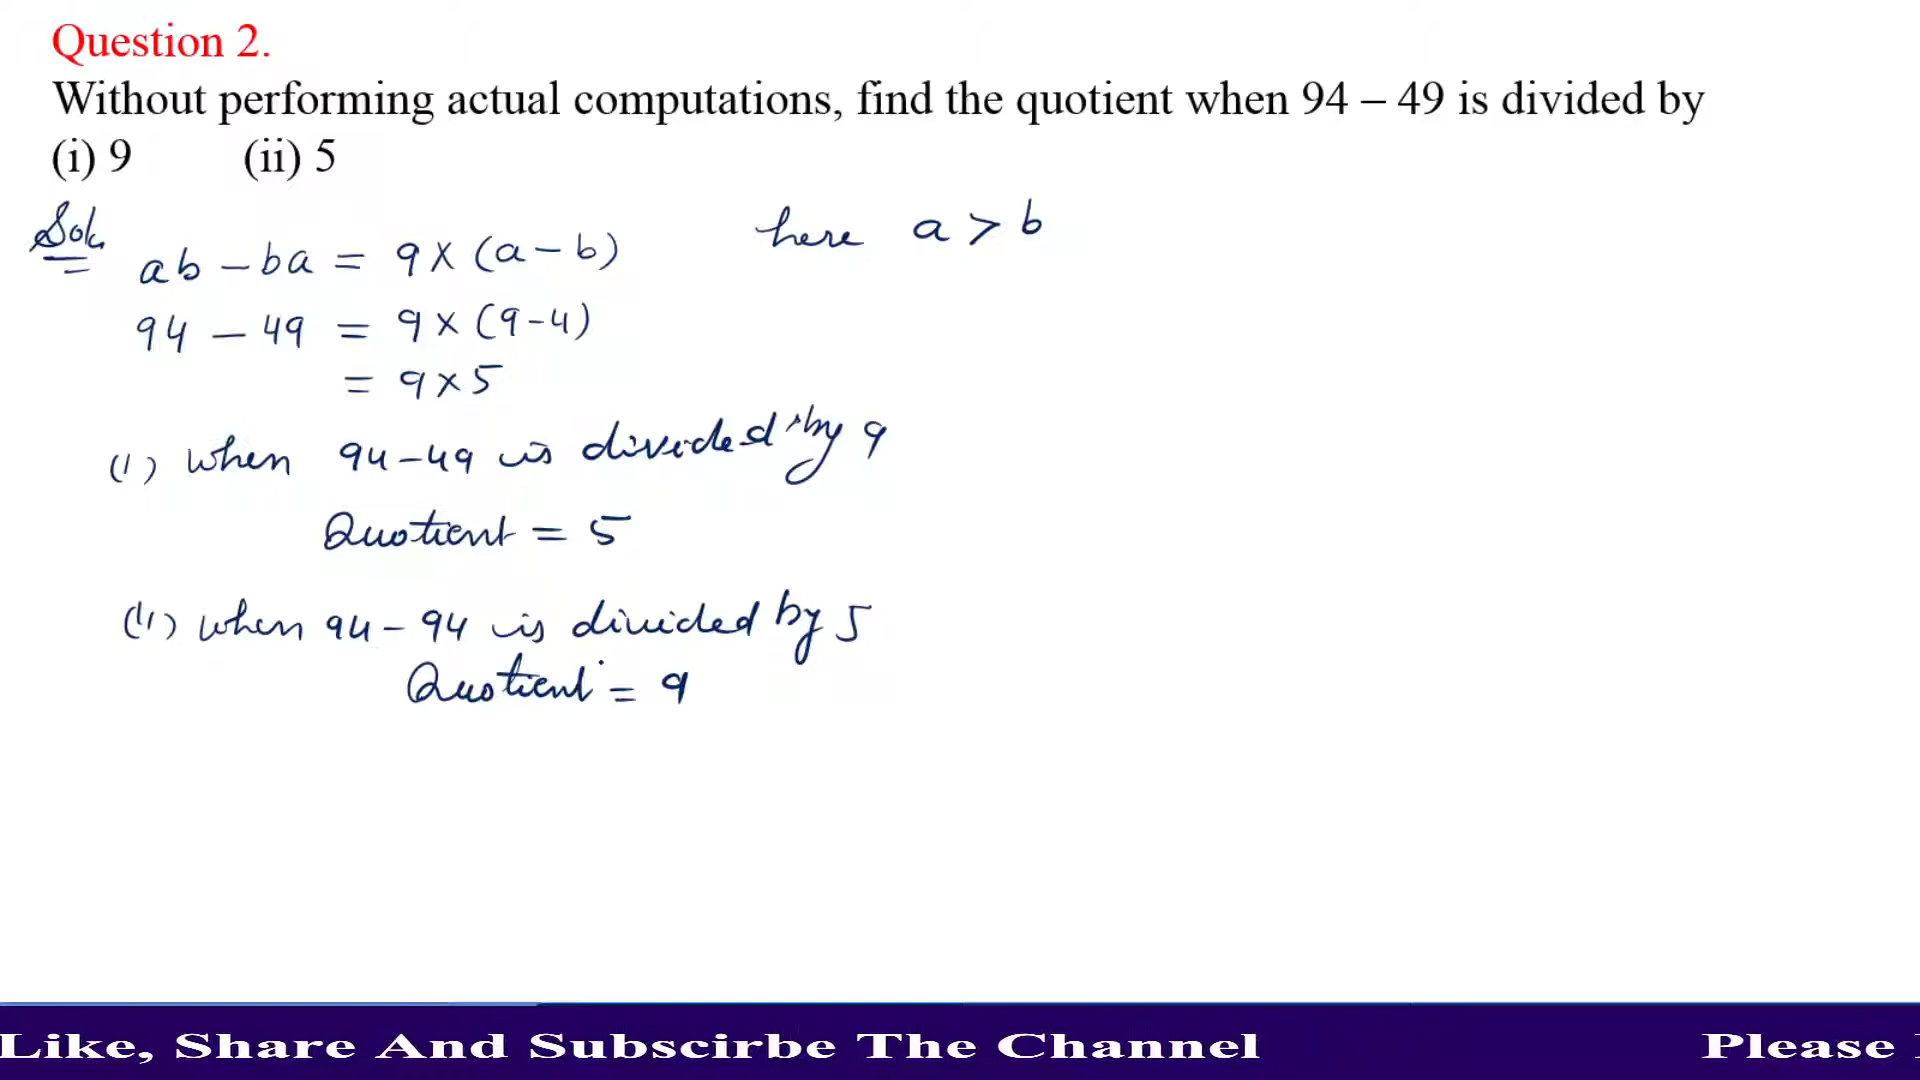 Question 2.
Without performing actual computations, find the quotient when 94 – 49 is divided by
(i) 9 (ii) 5
Sol. here a > b
ab - ba = 9 × (a - b)
94 - 49 = 9 × (9-4)
= 9 × 5
(i) when 94-49 is divided by 9
Quotient = 5
(ii) when 94 - 94 is divided by 5
Quotient = 9
Like, Share And Subscirbe The Channel Please